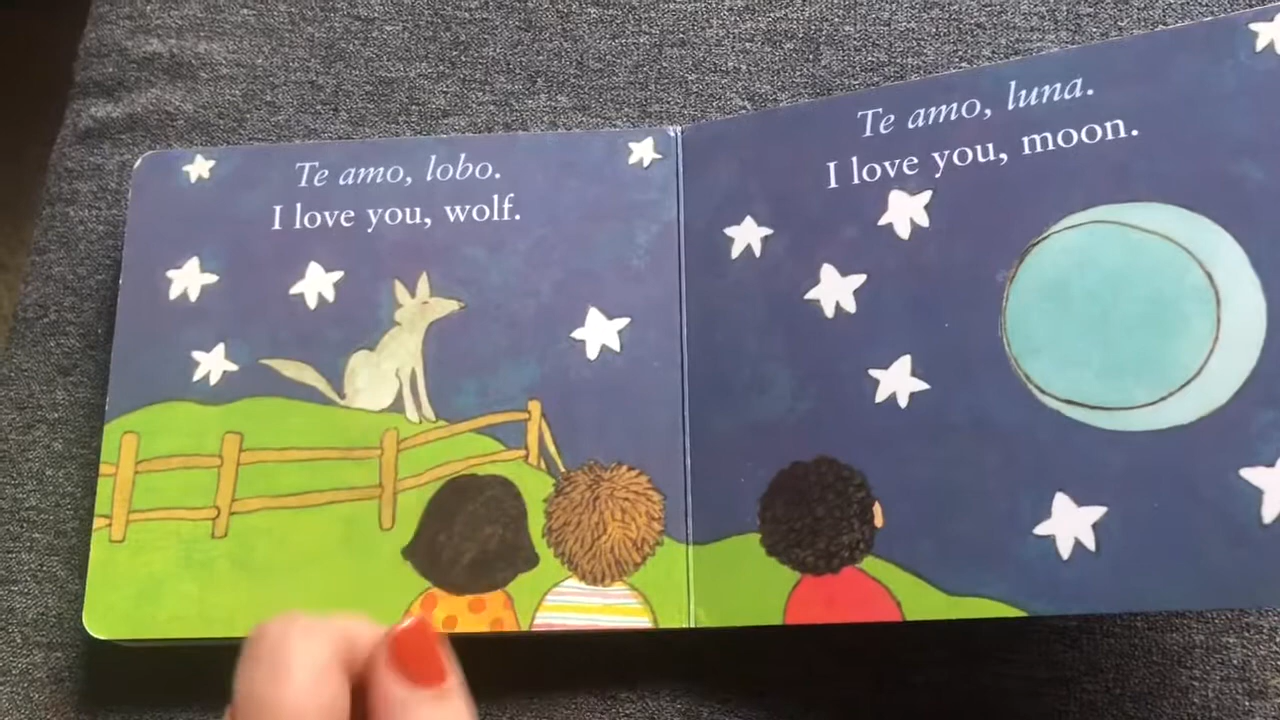 Te amo, lobo.
I love you, wolf.
Te amo, luna.
I love you, moon.